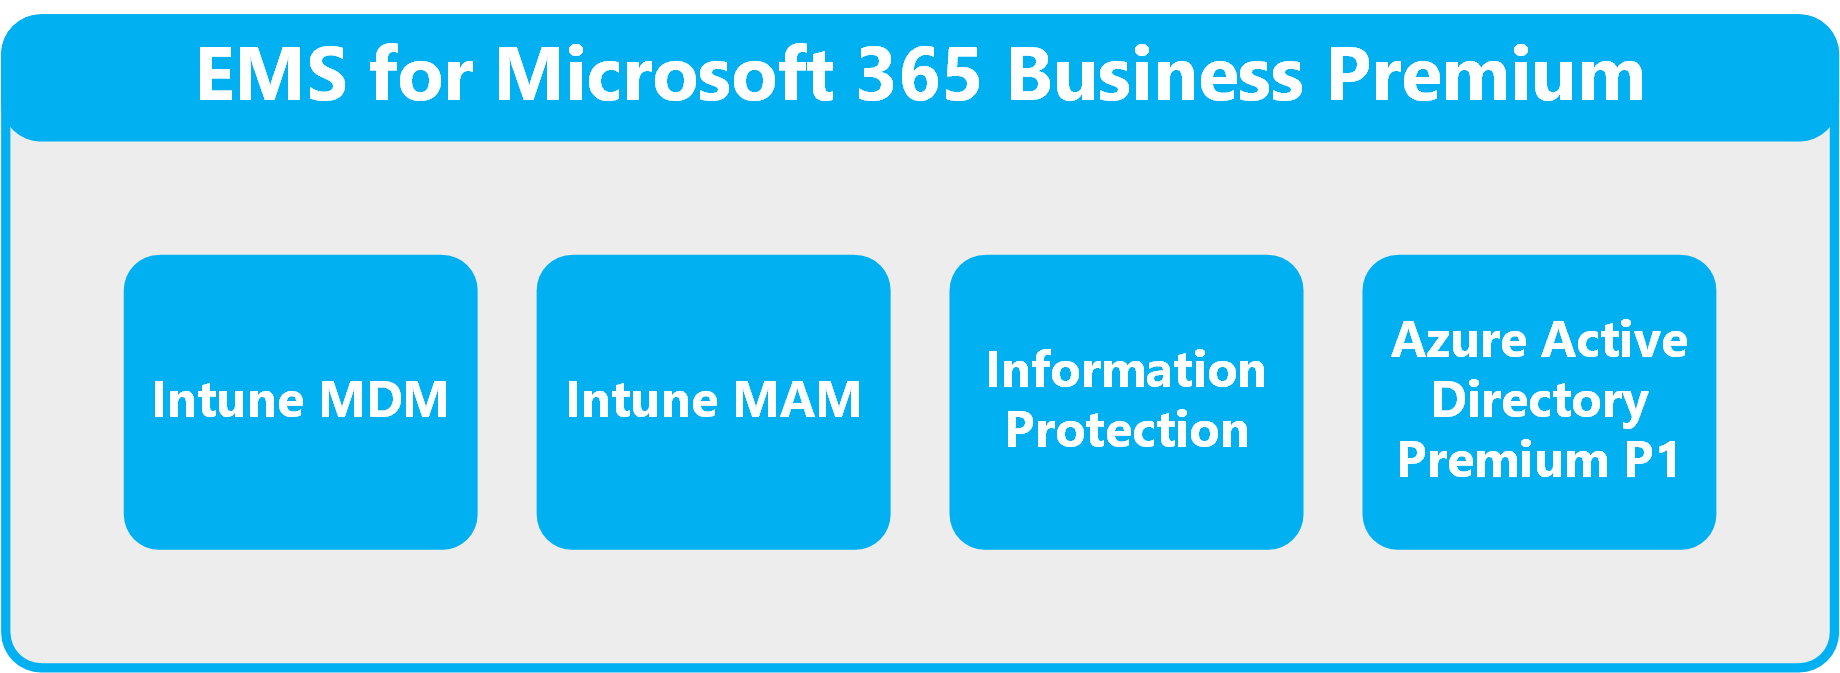 EMS for Microsoft 365 Business Premium
Intune MDM
Intune MAM
Information
Protection
Azure Active
Directory
Premium P1